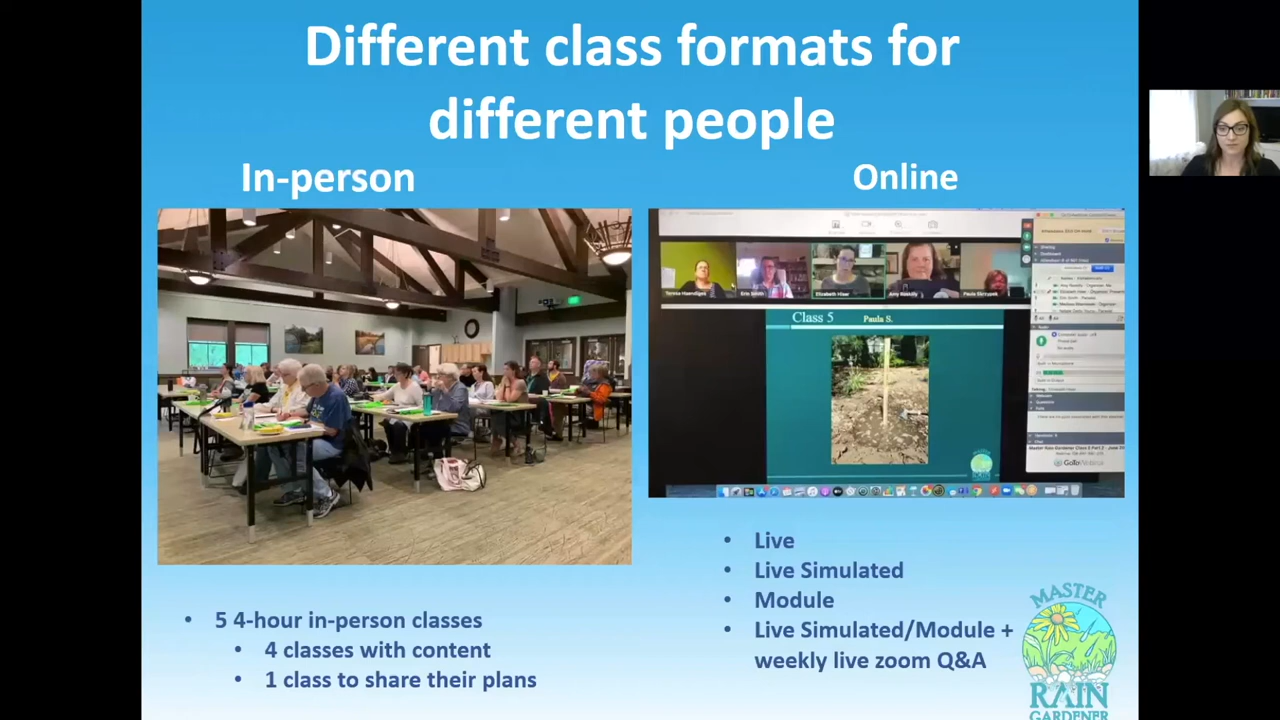 Different class formats for
different people
In-person
Online
Class 5
Paula S.
GoToWebinar
5 4-hour in-person classes
4 classes with content
1 class to share their plans
Live
Live Simulated
Module
Live Simulated/Module +
weekly live zoom Q&A
MASTER
RAIN
GARDENER